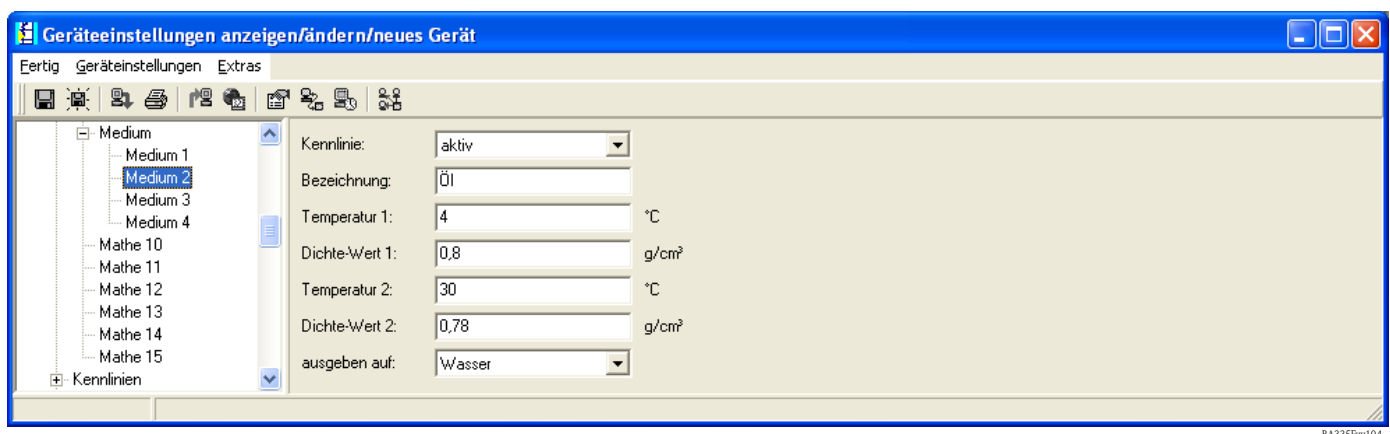 Geräteeinstellungen anzeigen/ändern/neues Gerät
Fertig Geräteinstellungen Extras
Medium
Medium 1
Medium 2
Medium 3
Medium 4
Mathe 10
Mathe 11
Mathe 12
Mathe 13
Mathe 14
Mathe 15
Kennlinien
Kennlinie: aktiv
Bezeichnung: Öl
Temperatur 1: 4 °C
Dichte-Wert 1: 0,8 g/cm³
Temperatur 2: 30 °C
Dichte-Wert 2: 0,78 g/cm³
ausgeben auf: Wasser